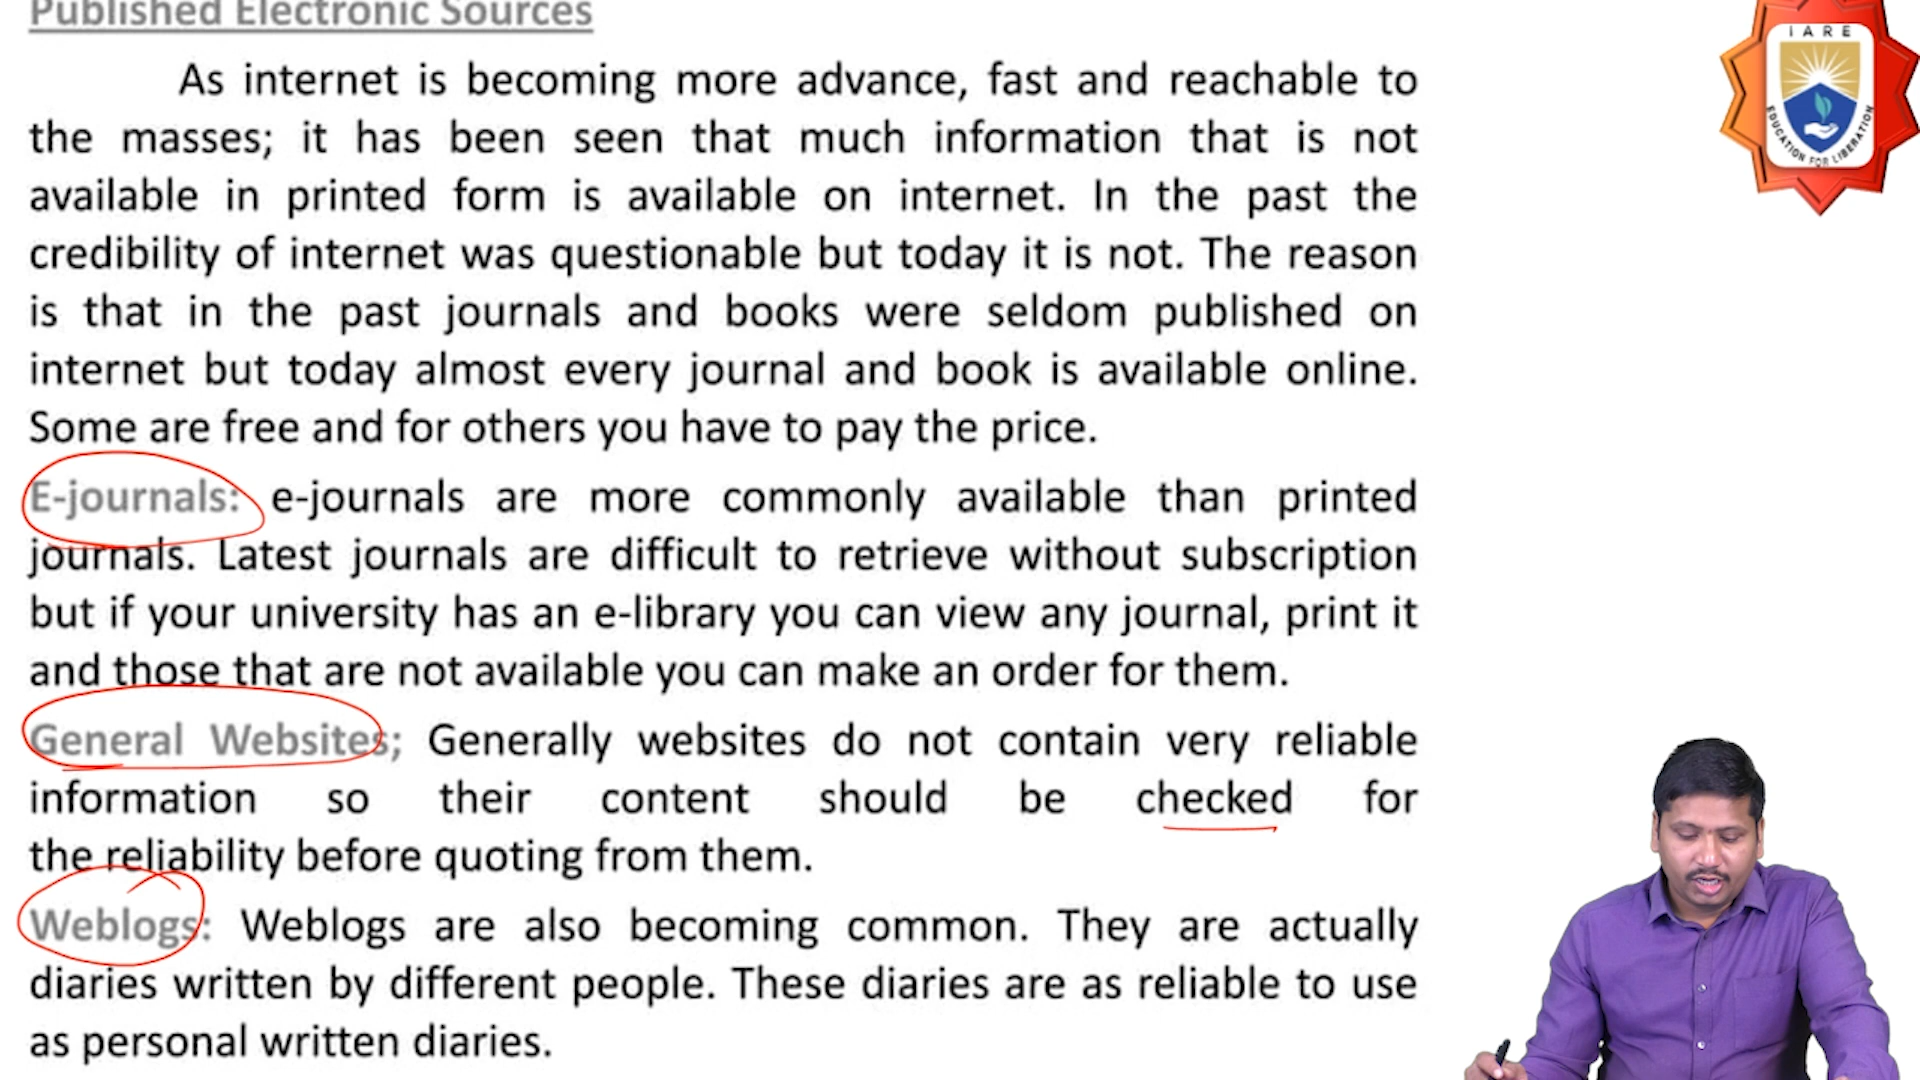 Published Electronic Sources
IARE
EDUCATION FOR LIBERATION
As internet is becoming more advance, fast and reachable to
the masses; it has been seen that much information that is not
available in printed form is available on internet. In the past the
credibility of internet was questionable but today it is not. The reason
is that in the past journals and books were seldom published on
internet but today almost every journal and book is available online.
Some are free and for others you have to pay the price.
E-journals: e-journals are more commonly available than printed
journals. Latest journals are difficult to retrieve without subscription
but if your university has an e-library you can view any journal, print it
and those that are not available you can make an order for them.
General Websites; Generally websites do not contain very reliable
information so their content should be checked for
the reliability before quoting from them.
Weblogs: Weblogs are also becoming common. They are actually
diaries written by different people. These diaries are as reliable to use
as personal written diaries.